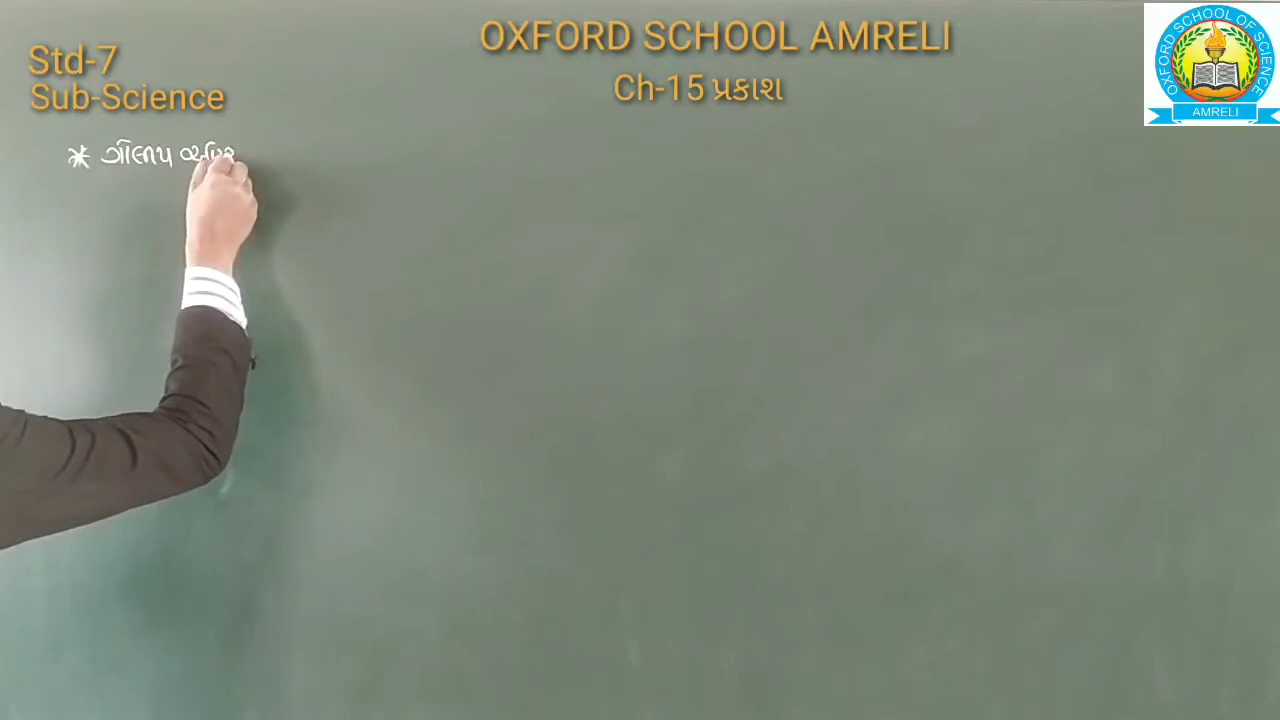 OXFORD SCHOOL AMRELI
Std-7
Ch-15 પ્રકાશ
Sub-Science
OXFORD SCHOOL OF SCIENCE
AMRELI
* ગોલીય